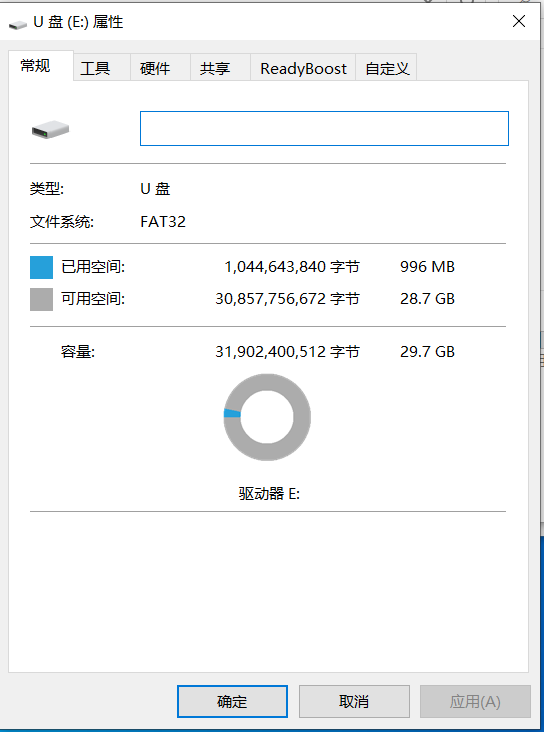 U 盘 (E:) 属性
常规 工具 硬件 共享 ReadyBoost 自定义
类型: U 盘
文件系统: FAT32
已用空间: 1,044,643,840 字节 996 MB
可用空间: 30,857,756,672 字节 28.7 GB
容量: 31,902,400,512 字节 29.7 GB
驱动器 E:
确定 取消 应用(A)